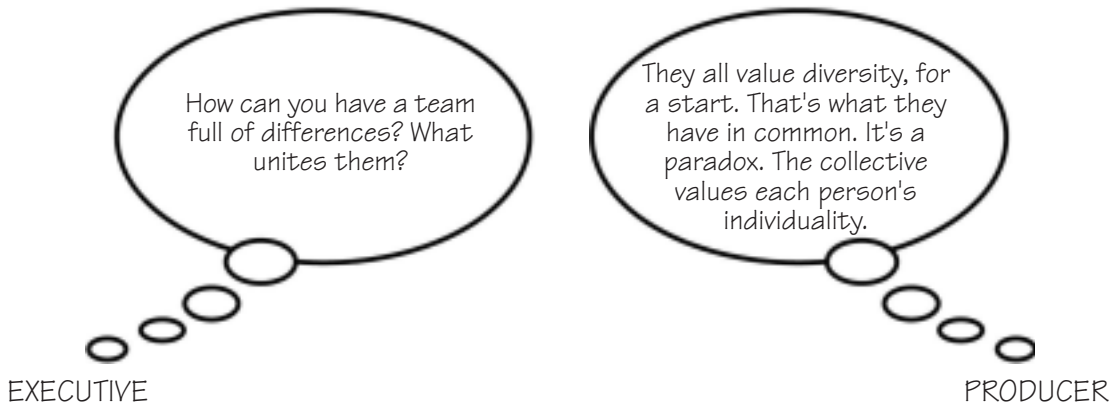 How can you have a team
full of differences? What
unites them?
They all value diversity, for
a start. That's what they
have in common. It's a
paradox. The collective
values each person's
individuality.
EXECUTIVE
PRODUCER